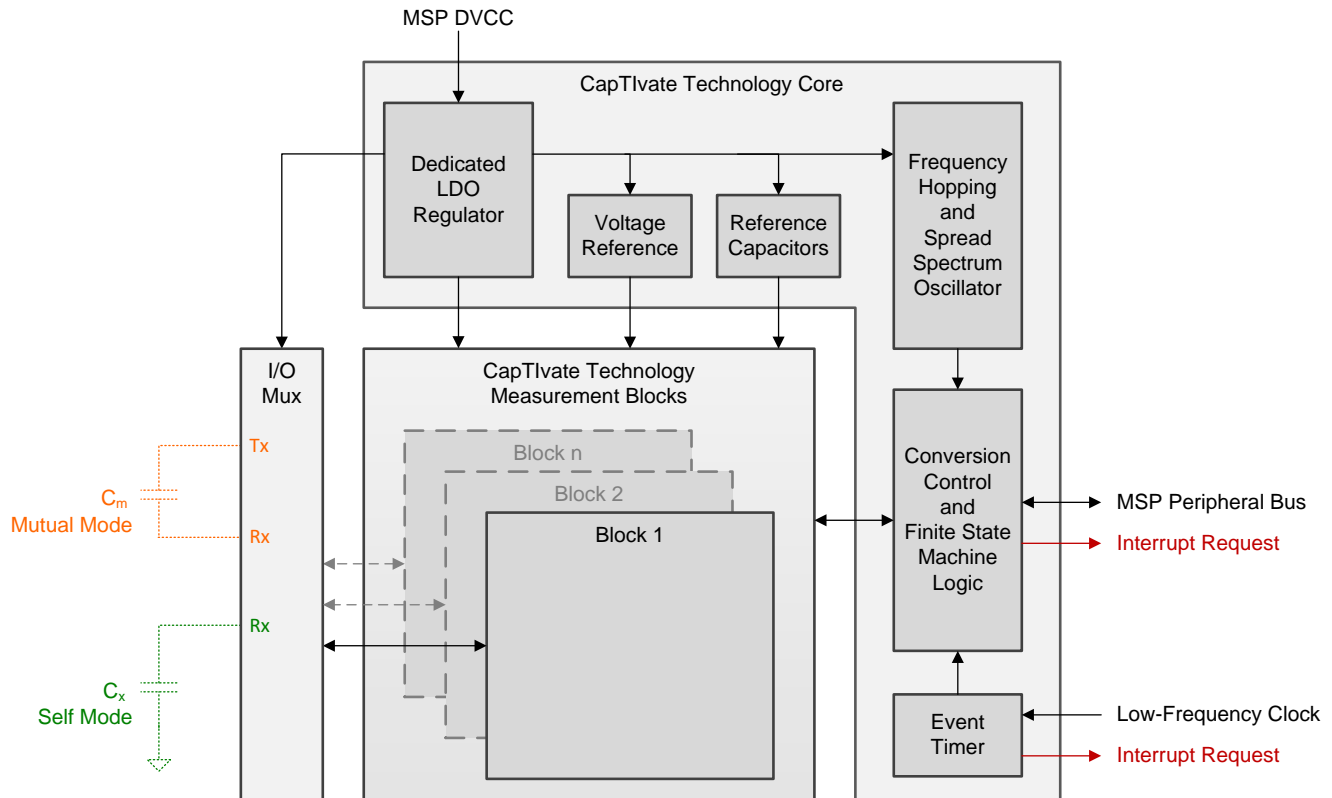 MSP DVCC
CapTIvate Technology Core
Dedicated
LDO
Regulator
Voltage
Reference
Reference
Capacitors
Frequency
Hopping
and
Spread
Spectrum
Oscillator
I/O
Mux
CapTIvate Technology
Measurement Blocks
Tx
Cm
Mutual Mode
Rx
Rx
Cx
Self Mode
Block n
Block 2
Block 1
Conversion
Control
and
Finite State
Machine
Logic
MSP Peripheral Bus
Interrupt Request
Event
Timer
Low-Frequency Clock
Interrupt Request